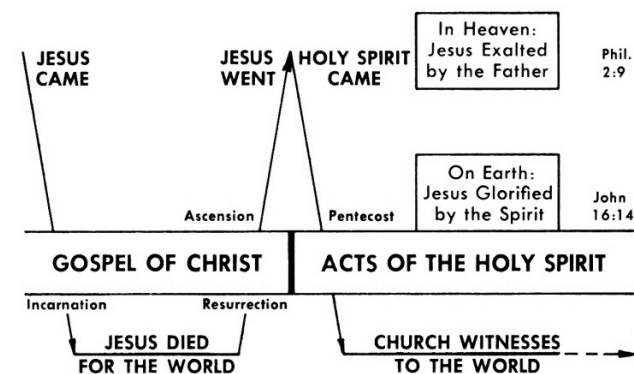 JESUS
CAME
JESUS
WENT
HOLY SPIRIT
CAME
In Heaven:
Jesus Exalted
by the Father
Phil.
2:9
On Earth:
Jesus Glorified
by the Spirit
John
16:14
Ascension
Pentecost
GOSPEL OF CHRIST
ACTS OF THE HOLY SPIRIT
Incarnation
Resurrection
JESUS DIED
FOR THE WORLD
CHURCH WITNESSES
TO THE WORLD